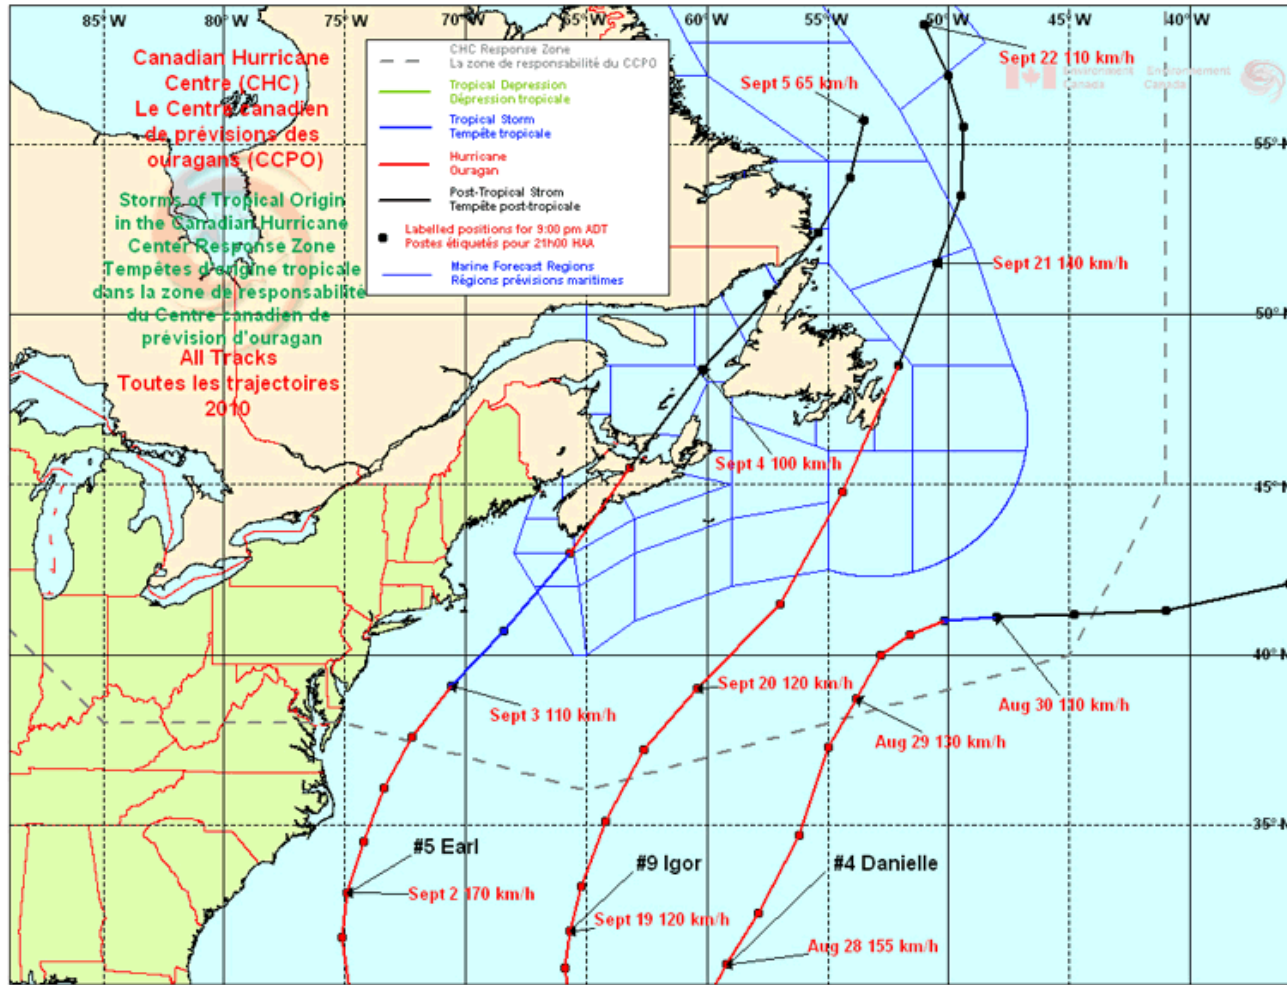 85°W 80°W 75°W 70°W 65°W 60°W 55°W 50°W 45°W 40°W
Canadian Hurricane
Centre (CHC)
Le Centre canadien
de prévisions des
ouragans (CCPO)
Storms of Tropical Origin
in the Canadian Hurricane
Center Response Zone
Tempêtes d'origine tropicale
dans la zone de responsabilité
du Centre canadien de
prévision d'ouragan
All Tracks
Toutes les trajectoires
2010
CHC Response Zone
La zone de responsabilité du CCPO
Tropical Depression
Dépression tropicale
Tropical Storm
Tempête tropicale
Hurricane
Ouragan
Post-Tropical Strom
Tempête post-tropicale
Labelled positions for 9:00 pm ADT
Postes étiquetés pour 21h00 HAA
Marine Forecast Regions
Régions prévisions maritimes
Sept 22 110 km/h
Environment Environnement
Canada Canada
Sept 5 65 km/h
55° N
Sept 21 140 km/h
50° N
Sept 4 100 km/h
45° N
40° N
Sept 20 120 km/h
Sept 3 110 km/h
Aug 30 110 km/h
Aug 29 130 km/h
35° N
#5 Earl
#9 Igor
#4 Danielle
Sept 2 170 km/h
Sept 19 120 km/h
Aug 28 155 km/h